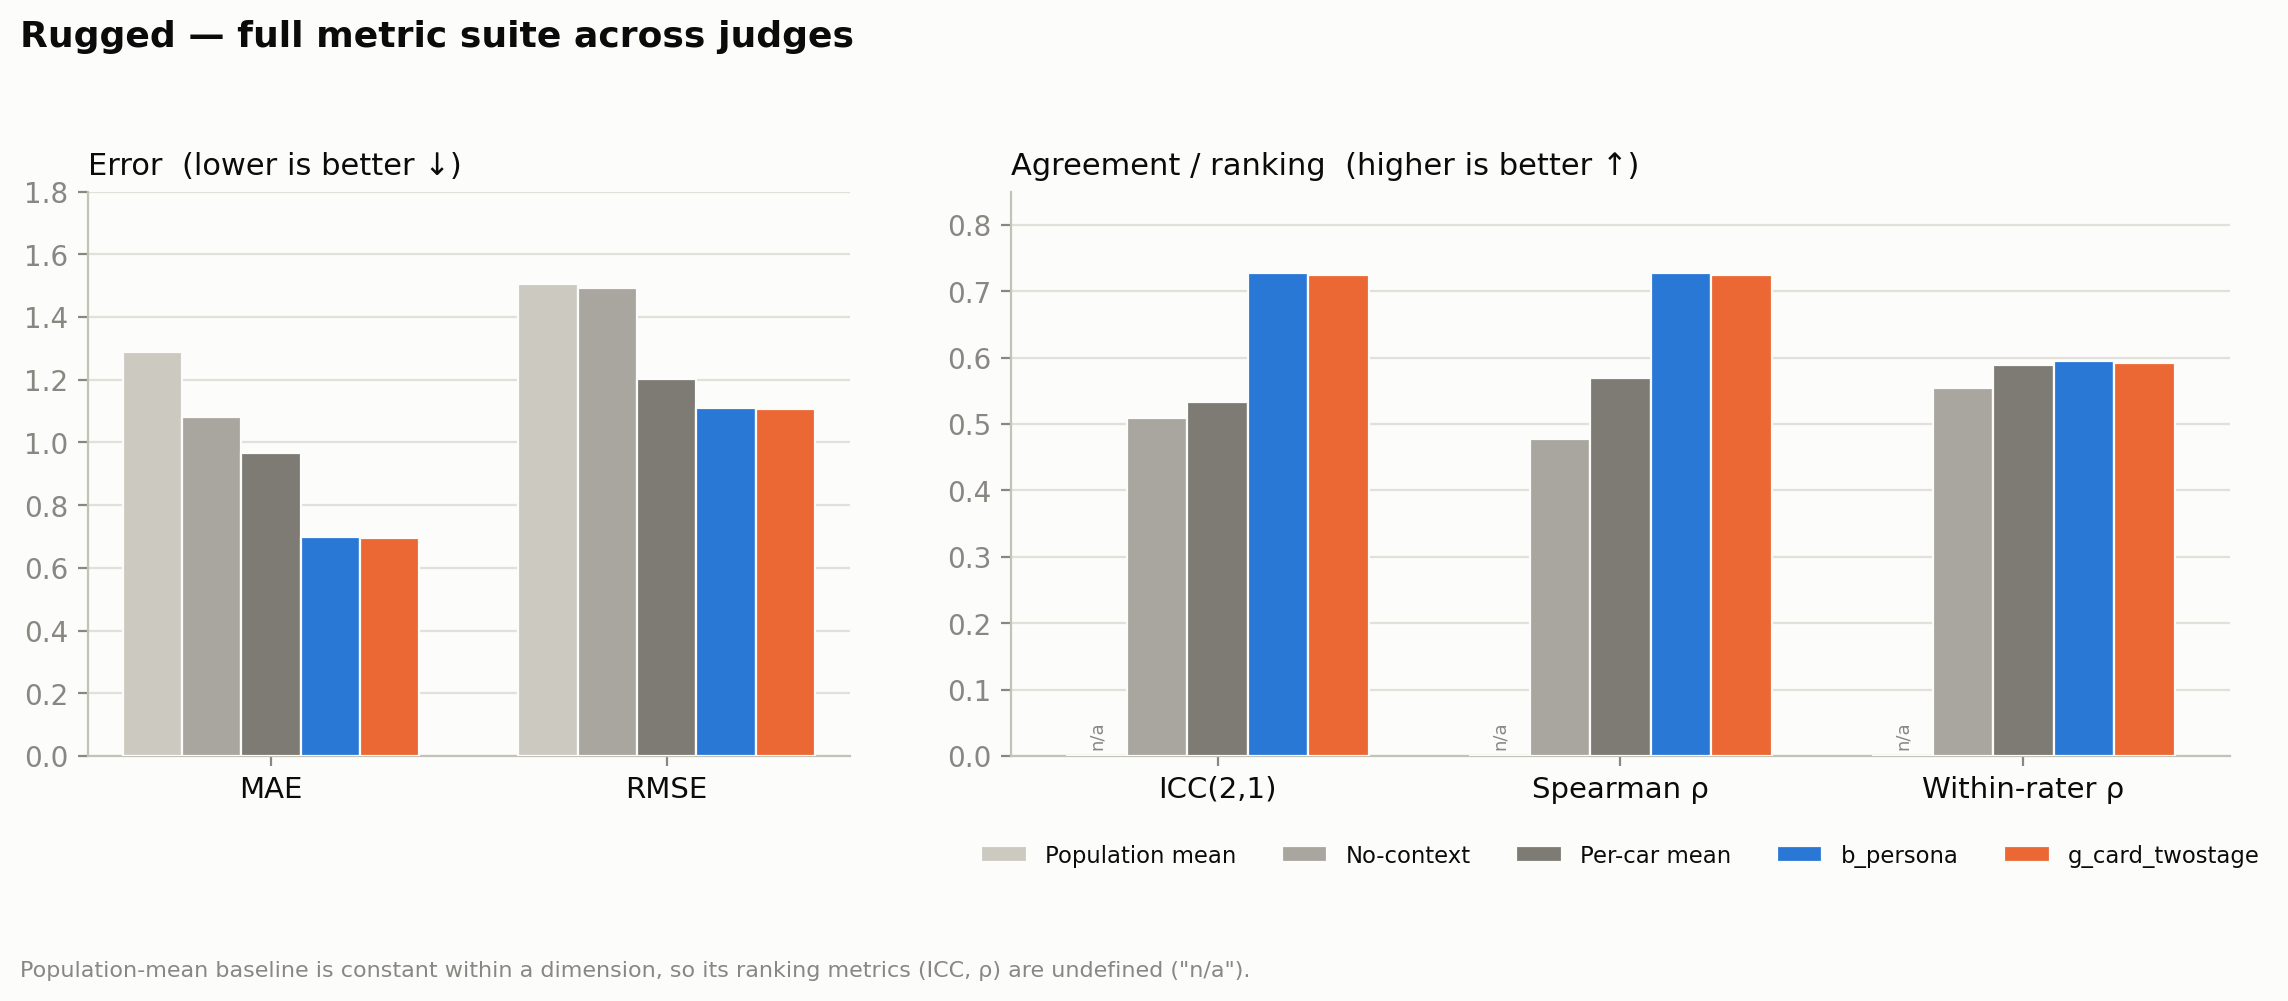 Rugged — full metric suite across judges
Error  (lower is better ↓)
1.8
1.6
1.4
1.2
1.0
0.8
0.6
0.4
0.2
0.0
MAE
RMSE
Agreement / ranking  (higher is better ↑)
0.8
0.7
0.6
0.5
0.4
0.3
0.2
0.1
0.0
n/a
n/a
n/a
ICC(2,1)
Spearman ρ
Within-rater ρ
Population mean
No-context
Per-car mean
b_persona
g_card_twostage
Population-mean baseline is constant within a dimension, so its ranking metrics (ICC, ρ) are undefined ("n/a").